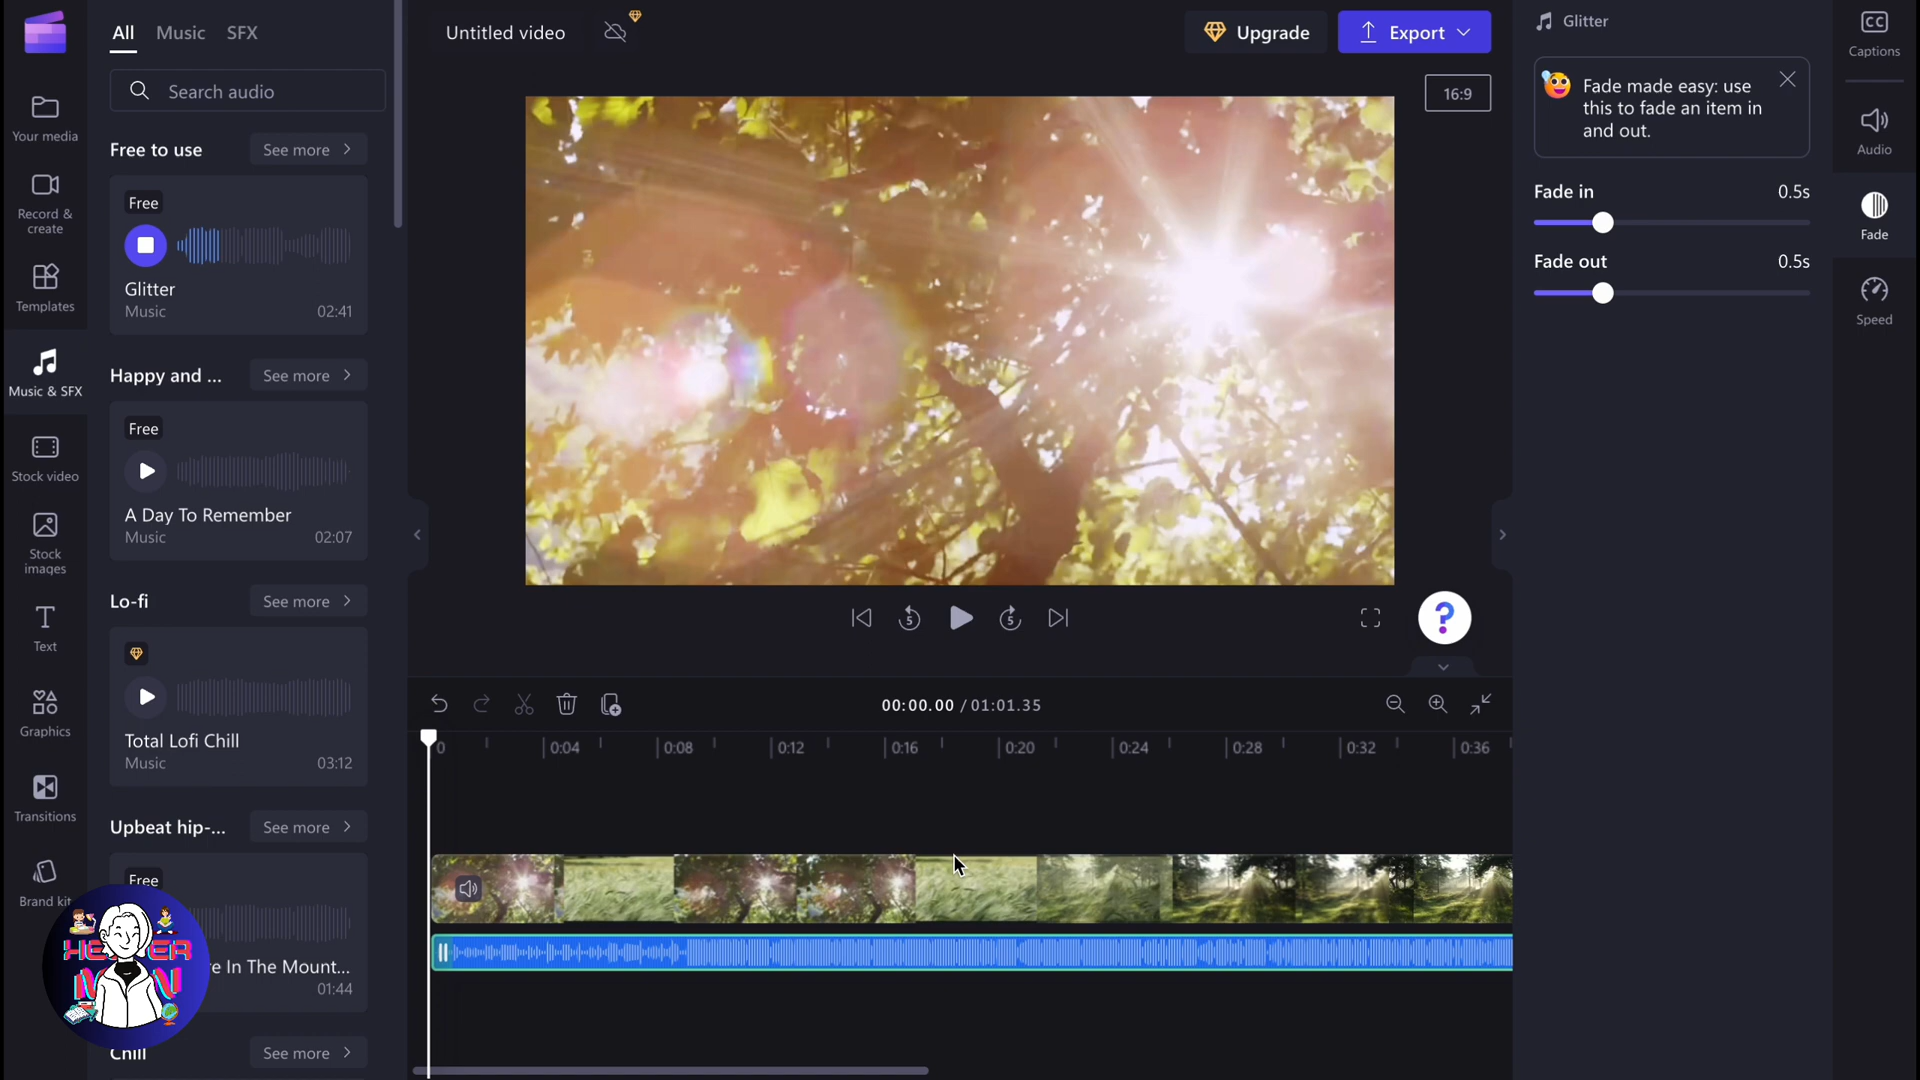 All
Music
SFX
Search audio
Your media
Record &
create
Templates
Music & SFX
Stock video
Stock
images
Text
Graphics
Transitions
Brand kit
Free to use
See more
Free
Glitter
Music
02:41
Happy and ...
See more
Free
A Day To Remember
Music
02:07
Lo-fi
See more
Total Lofi Chill
Music
03:12
Upbeat hip-...
See more
Free
re In The Mount...
01:44
Chill
See more
Untitled video
Upgrade
Export
16:9
5
5
?
00:00.00 / 01:01.35
0
0:04
0:08
0:12
0:16
0:20
0:24
0:28
0:32
0:36
Glitter
Fade made easy: use
this to fade an item in
and out.
Fade in
0.5s
Fade out
0.5s
CC
Captions
Audio
Fade
Speed